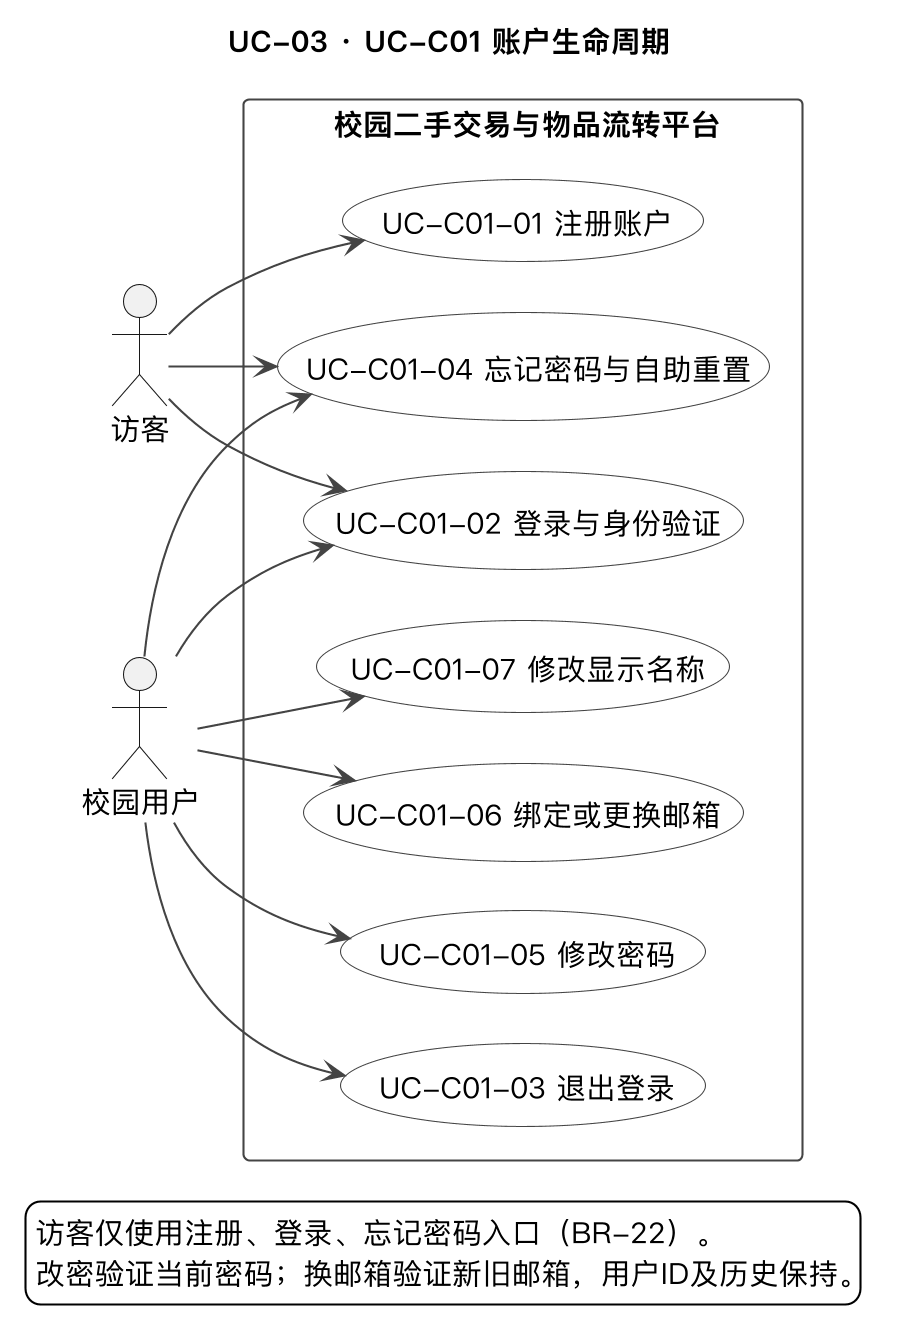 UC–03 · UC–C01 账户生命周期
校园二手交易与物品流转平台
UC–C01–01 注册账户
UC–C01–04 忘记密码与自助重置
访客
UC–C01–02 登录与身份验证
UC–C01–07 修改显示名称
校园用户
UC–C01–06 绑定或更换邮箱
UC–C01–05 修改密码
UC–C01–03 退出登录
访客仅使用注册、登录、忘记密码入口（BR–22）。
改密验证当前密码；换邮箱验证新旧邮箱，用户ID及历史保持。